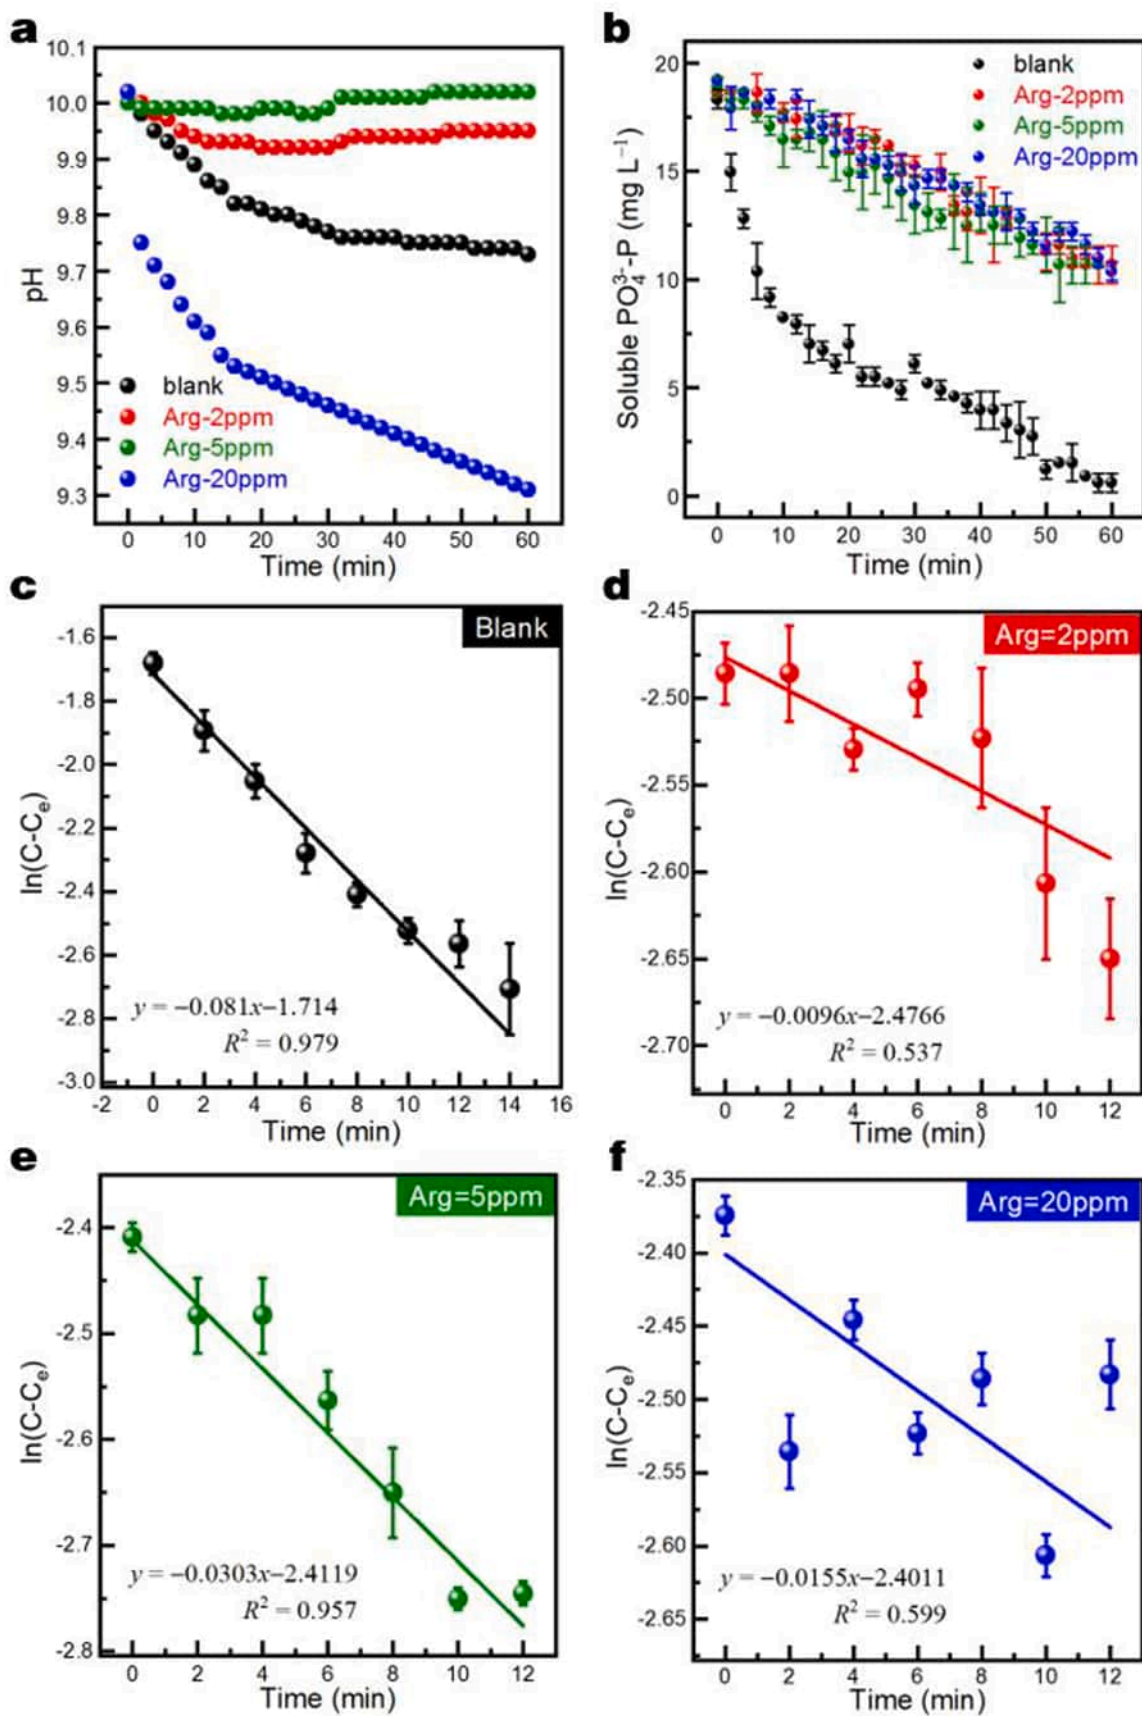 a
10.1
10.0
9.9
9.8
9.7
9.6
9.5
9.4
9.3
pH
blank
Arg-2ppm
Arg-5ppm
Arg-20ppm
0 10 20 30 40 50 60
Time (min)
b
20
15
10
5
0
Soluble PO₄³⁻-P (mg L⁻¹)
blank
Arg-2ppm
Arg-5ppm
Arg-20ppm
0 10 20 30 40 50 60
Time (min)
c
Blank
-1.6
-1.8
-2.0
-2.2
-2.4
-2.6
-2.8
-3.0
ln(C-Cₑ)
y = −0.081x−1.714
R² = 0.979
-2 0 2 4 6 8 10 12 14 16
Time (min)
d
Arg=2ppm
-2.45
-2.50
-2.55
-2.60
-2.65
-2.70
ln(C-Cₑ)
y = −0.0096x−2.4766
R² = 0.537
0 2 4 6 8 10 12
Time (min)
e
Arg=5ppm
-2.4
-2.5
-2.6
-2.7
-2.8
ln(C-Cₑ)
y = −0.0303x−2.4119
R² = 0.957
0 2 4 6 8 10 12
Time (min)
f
Arg=20ppm
-2.35
-2.40
-2.45
-2.50
-2.55
-2.60
-2.65
ln(C-Cₑ)
y = −0.0155x−2.4011
R² = 0.599
0 2 4 6 8 10 12
Time (min)